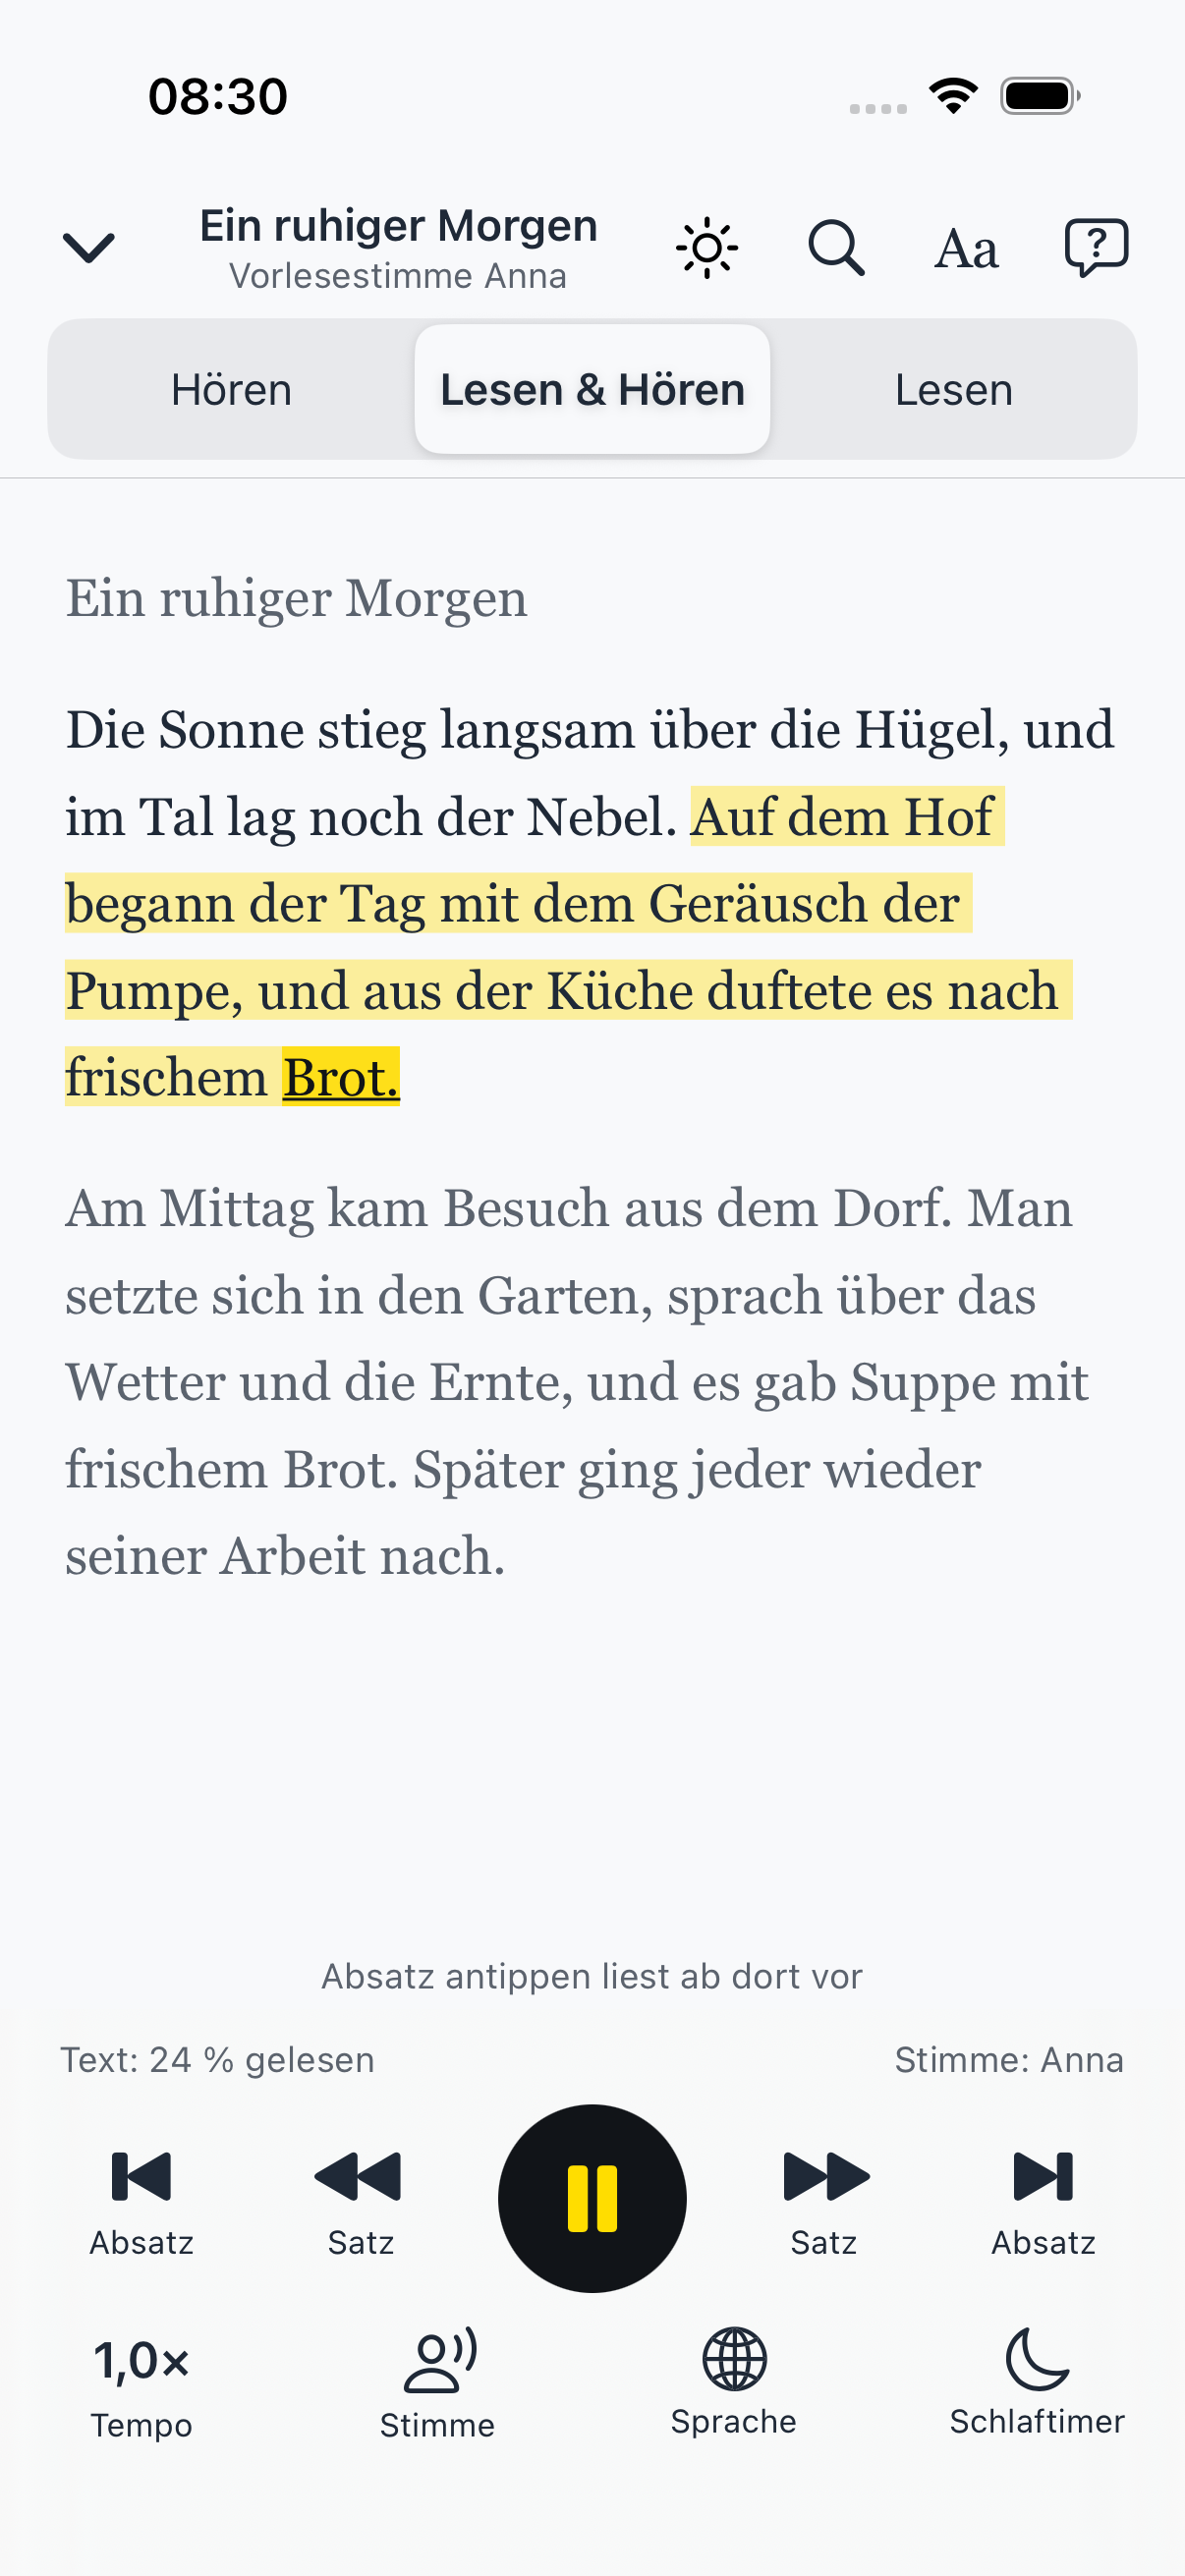 08:30
Ein ruhiger Morgen
Vorlesestimme Anna
Aa
?
Hören
Lesen & Hören
Lesen
Ein ruhiger Morgen
Die Sonne stieg langsam über die Hügel, und
im Tal lag noch der Nebel. Auf dem Hof
begann der Tag mit dem Geräusch der
Pumpe, und aus der Küche duftete es nach
frischem Brot.
Am Mittag kam Besuch aus dem Dorf. Man
setzte sich in den Garten, sprach über das
Wetter und die Ernte, und es gab Suppe mit
frischem Brot. Später ging jeder wieder
seiner Arbeit nach.
Absatz antippen liest ab dort vor
Text: 24 % gelesen
Stimme: Anna
Absatz
Satz
Satz
Absatz
1,0×
Tempo
Stimme
Sprache
Schlaftimer